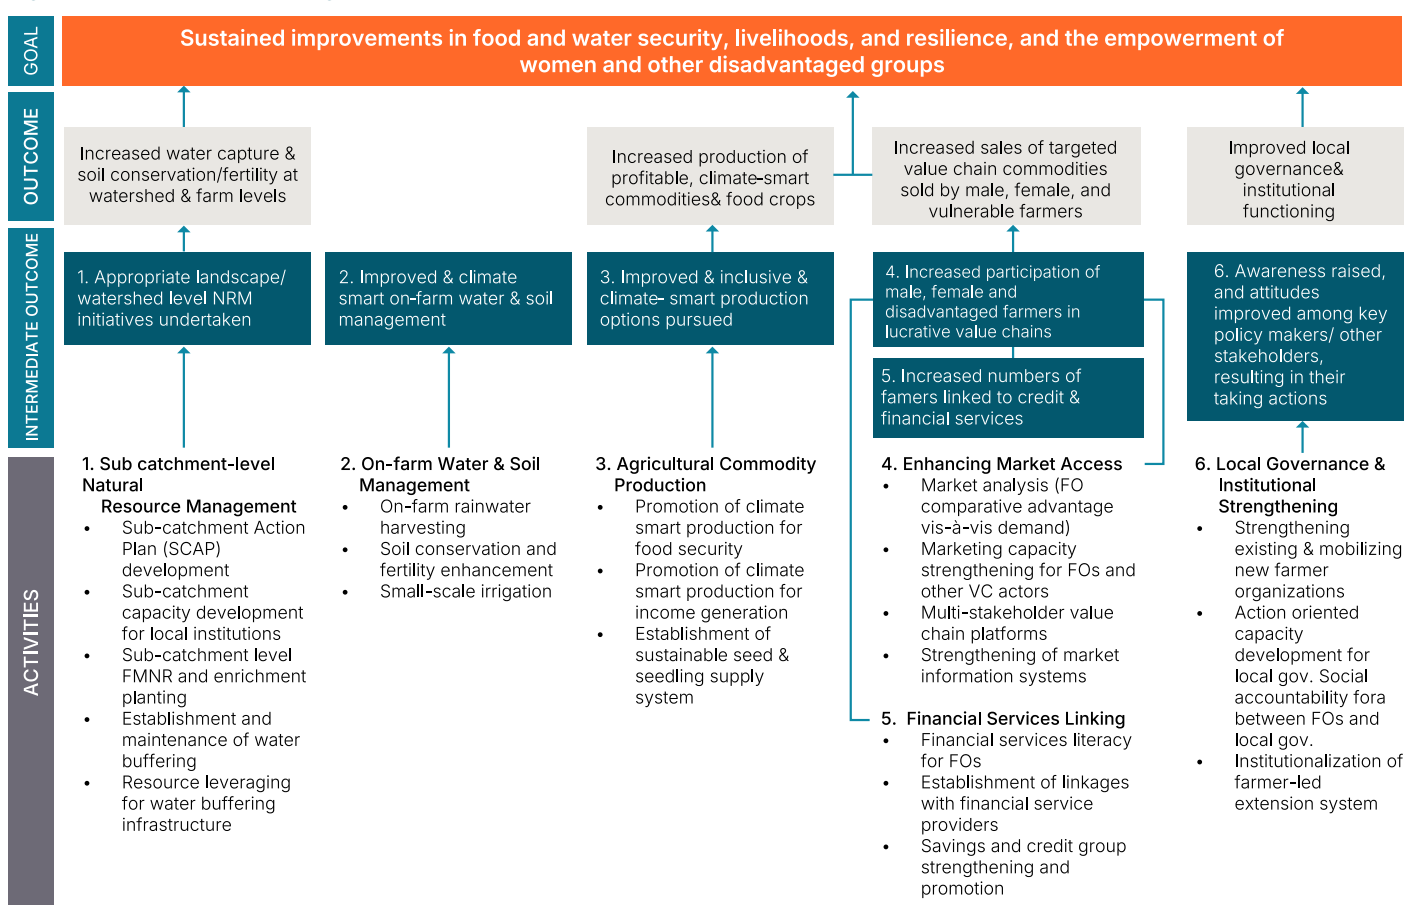 GOAL
Sustained improvements in food and water security, livelihoods, and resilience, and the empowerment of
women and other disadvantaged groups
OUTCOME
Increased water capture &
soil conservation/fertility at
watershed & farm levels
Increased production of
profitable, climate-smart
commodities& food crops
Increased sales of targeted
value chain commodities
sold by male, female, and
vulnerable farmers
Improved local
governance&
institutional
functioning
INTERMEDIATE OUTCOME
1. Appropriate landscape/
watershed level NRM
initiatives undertaken
2. Improved & climate
smart on-farm water & soil
management
3. Improved & inclusive &
climate- smart production
options pursued
4. Increased participation of
male, female and
disadvantaged farmers in
lucrative value chains
5. Increased numbers of
famers linked to credit &
financial services
6. Awareness raised,
and attitudes
improved among key
policy makers/ other
stakeholders,
resulting in their
taking actions
ACTIVITIES
1. Sub catchment-level
Natural
Resource Management
• Sub-catchment Action
Plan (SCAP)
development
• Sub-catchment
capacity development
for local institutions
• Sub-catchment level
FMNR and enrichment
planting
• Establishment and
maintenance of water
buffering
• Resource leveraging
for water buffering
infrastructure
2. On-farm Water & Soil
Management
• On-farm rainwater
harvesting
• Soil conservation and
fertility enhancement
• Small-scale irrigation
3. Agricultural Commodity
Production
• Promotion of climate
smart production for
food security
• Promotion of climate
smart production for
income generation
• Establishment of
sustainable seed &
seedling supply
system
4. Enhancing Market Access
• Market analysis (FO
comparative advantage
vis-à-vis demand)
• Marketing capacity
strengthening for FOs and
other VC actors
• Multi-stakeholder value
chain platforms
• Strengthening of market
information systems
5. Financial Services Linking
• Financial services literacy
for FOs
• Establishment of linkages
with financial service
providers
• Savings and credit group
strengthening and
promotion
6. Local Governance &
Institutional
Strengthening
• Strengthening
existing & mobilizing
new farmer
organizations
• Action oriented
capacity
development for
local gov. Social
accountability fora
between FOs and
local gov.
• Institutionalization of
farmer-led
extension system